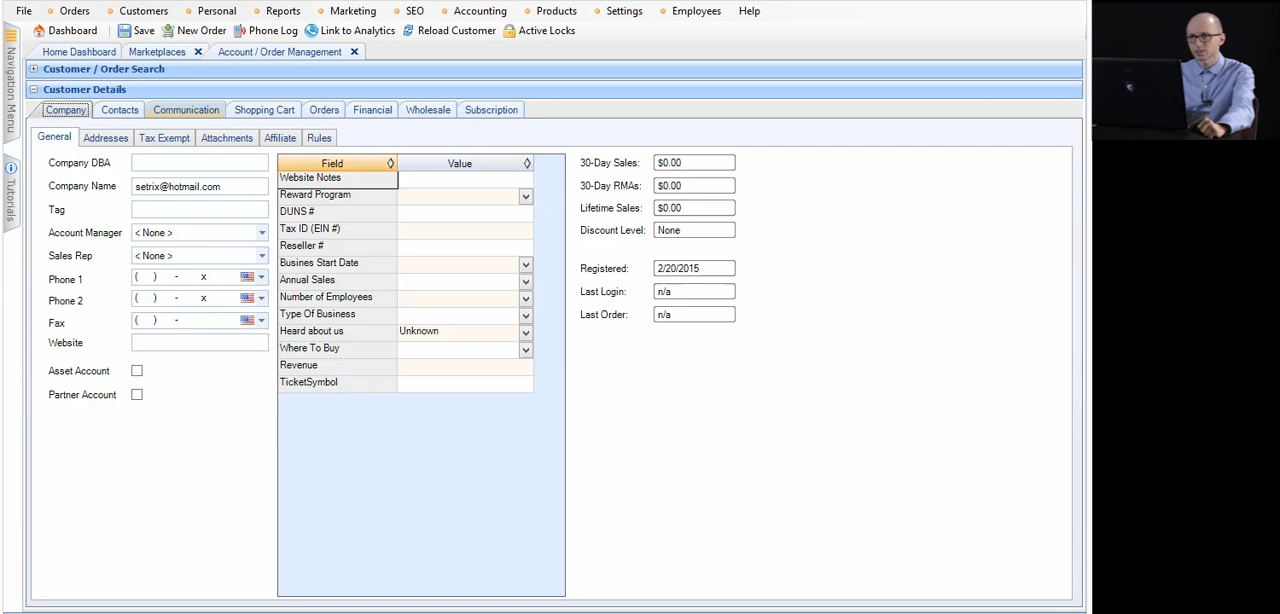 File Orders Customers Personal Reports Marketing SEO Accounting Products Settings Employees Help
Dashboard Save New Order Phone Log Link to Analytics Reload Customer Active Locks
Home Dashboard Marketplaces Account / Order Management
Navigation Menu
Tutorials
Customer / Order Search
Customer Details
Company Contacts Communication Shopping Cart Orders Financial Wholesale Subscription
General Addresses Tax Exempt Attachments Affiliate Rules
Company DBA
Company Name setrix@hotmail.com
Tag
Account Manager < None >
Sales Rep < None >
Phone 1 ( ) - x
Phone 2 ( ) - x
Fax ( ) -
Website
Asset Account
Partner Account
Field Value
Website Notes
Reward Program
DUNS #
Tax ID (EIN #)
Reseller #
Busines Start Date
Annual Sales
Number of Employees
Type Of Business
Heard about us Unknown
Where To Buy
Revenue
TicketSymbol
30-Day Sales: $0.00
30-Day RMAs: $0.00
Lifetime Sales: $0.00
Discount Level: None
Registered: 2/20/2015
Last Login: n/a
Last Order: n/a